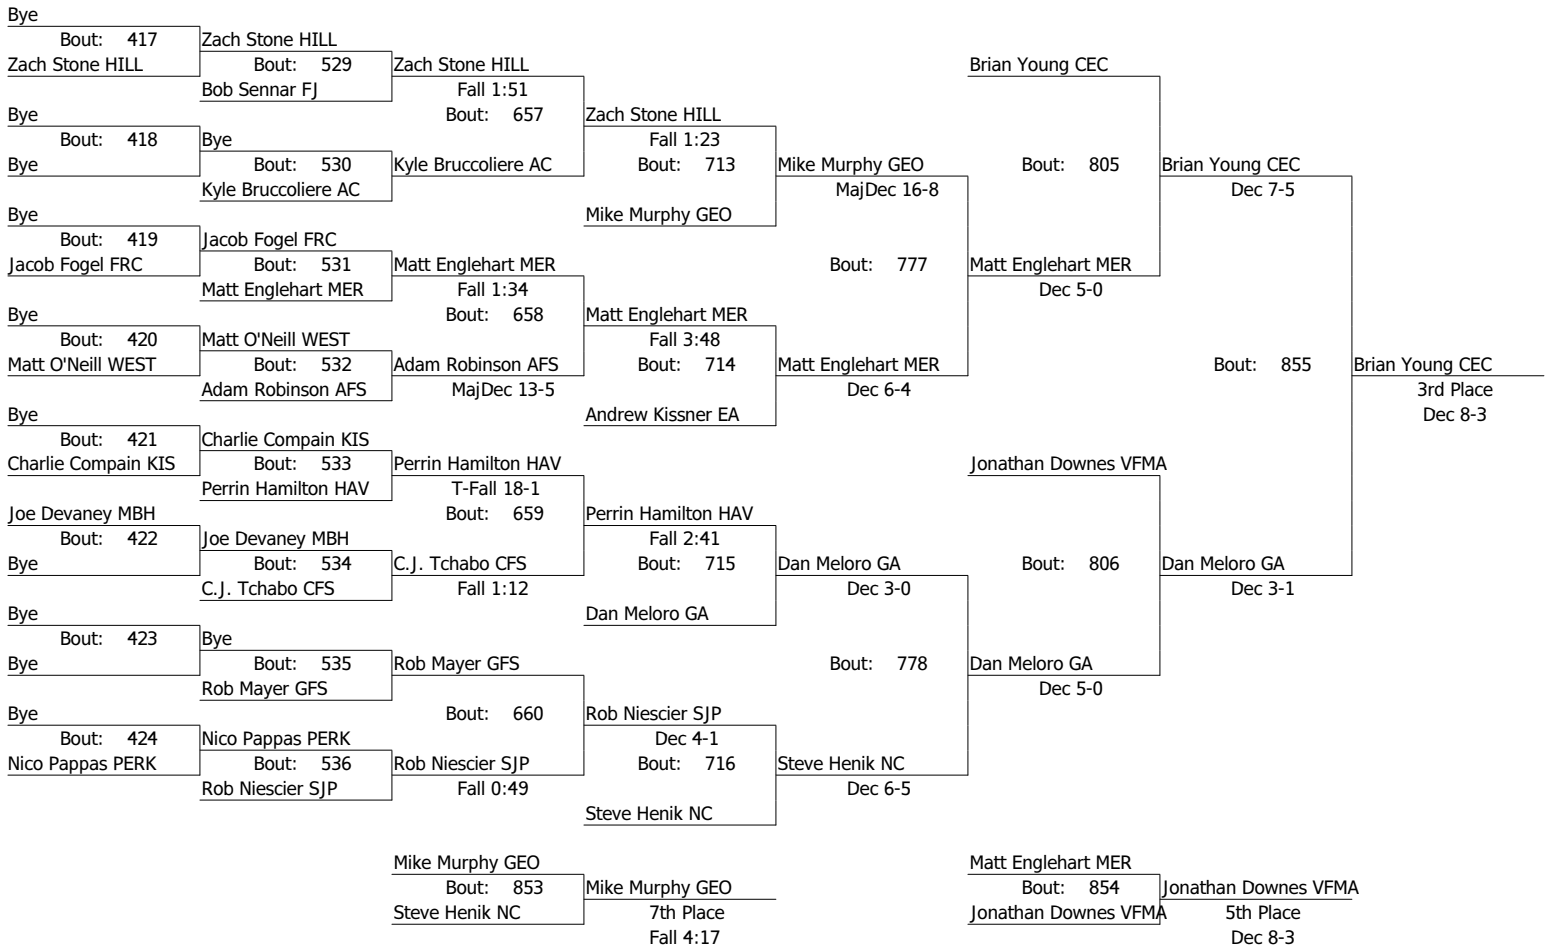 Bye
Bout: 417 Zach Stone HILL
Zach Stone HILL Bout: 529 Zach Stone HILL Brian Young CEC
Bob Sennar FJ Fall 1:51
Bye Bout: 657 Zach Stone HILL
Bout: 418 Bye Fall 1:23
Bye Bout: 530 Kyle Bruccoliere AC Bout: 713 Mike Murphy GEO Bout: 805 Brian Young CEC
Kyle Bruccoliere AC MajDec 16-8 Dec 7-5
Bye Mike Murphy GEO
Bout: 419 Jacob Fogel FRC
Jacob Fogel FRC Bout: 531 Matt Englehart MER Bout: 777 Matt Englehart MER
Matt Englehart MER Fall 1:34 Dec 5-0
Bye Bout: 658 Matt Englehart MER
Bout: 420 Matt O'Neill WEST Fall 3:48
Matt O'Neill WEST Bout: 532 Adam Robinson AFS Bout: 714 Matt Englehart MER Bout: 855 Brian Young CEC
Adam Robinson AFS MajDec 13-5 Dec 6-4 3rd Place
Bye Andrew Kissner EA Dec 8-3
Bout: 421 Charlie Compain KIS
Charlie Compain KIS Bout: 533 Perrin Hamilton HAV Jonathan Downes VFMA
Perrin Hamilton HAV T-Fall 18-1
Joe Devaney MBH Bout: 659 Perrin Hamilton HAV
Bout: 422 Joe Devaney MBH Fall 2:41
Bye Bout: 534 C.J. Tchabo CFS Bout: 715 Dan Meloro GA Bout: 806 Dan Meloro GA
C.J. Tchabo CFS Fall 1:12 Dec 3-0 Dec 3-1
Bye Dan Meloro GA
Bout: 423 Bye
Bye Bout: 535 Rob Mayer GFS Bout: 778 Dan Meloro GA
Rob Mayer GFS Dec 5-0
Bye Bout: 660 Rob Niescier SJP
Bout: 424 Nico Pappas PERK Dec 4-1
Nico Pappas PERK Bout: 536 Rob Niescier SJP Bout: 716 Steve Henik NC
Rob Niescier SJP Fall 0:49 Dec 6-5
Steve Henik NC
Mike Murphy GEO Matt Englehart MER
Bout: 853 Mike Murphy GEO Bout: 854 Jonathan Downes VFMA
Steve Henik NC 7th Place Jonathan Downes VFMA 5th Place
Fall 4:17 Dec 8-3